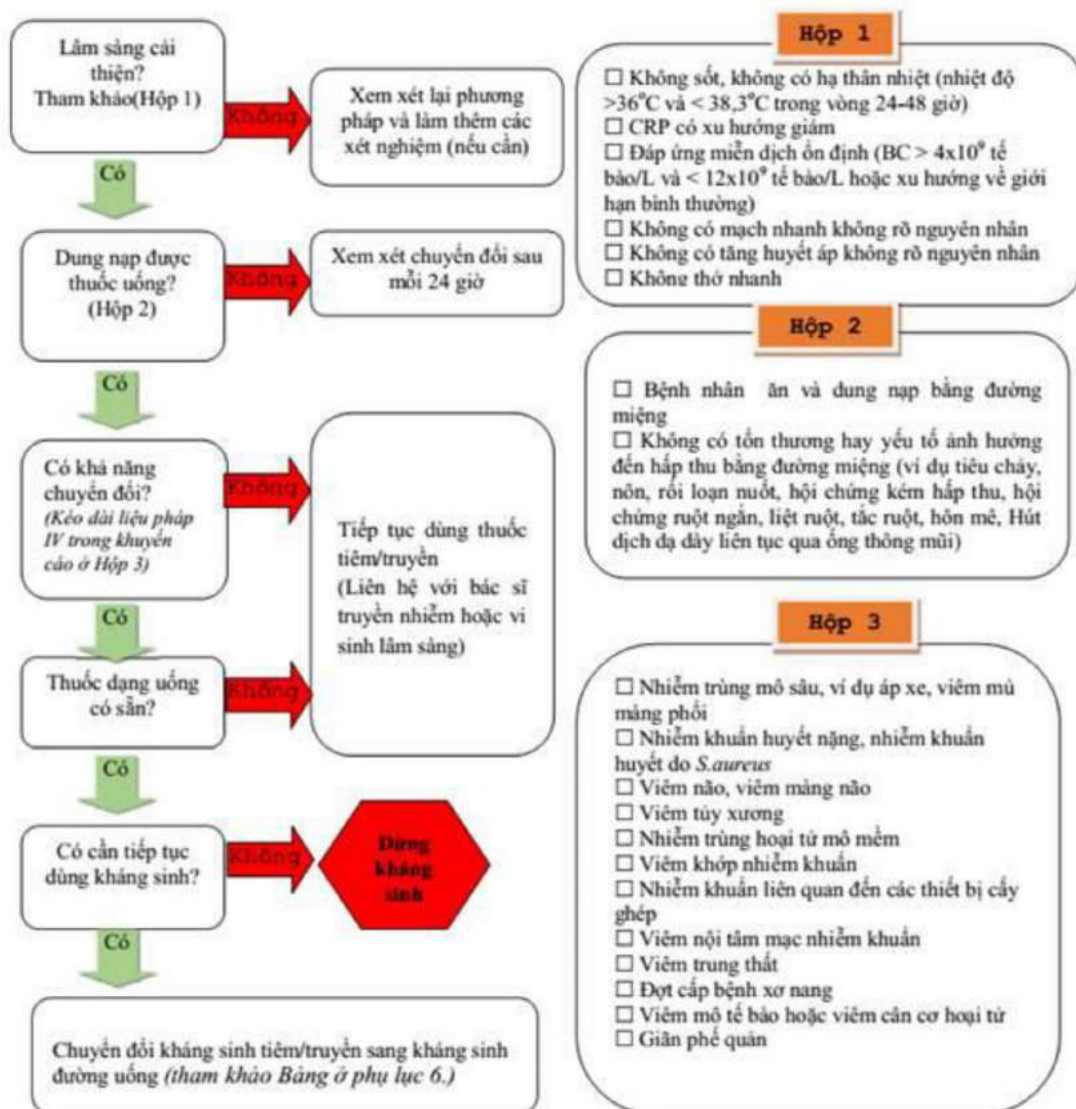 Lâm sàng cải
thiện?
Tham khảo(Hộp 1)
Không
Xem xét lại phương
pháp và làm thêm các
xét nghiệm (nếu cần)
Có
Dung nạp được
thuốc uống?
(Hộp 2)
Không
Xem xét chuyển đổi sau
mỗi 24 giờ
Có
Có khả năng
chuyển đổi?
(Kéo dài liệu pháp
IV trong khuyến
cáo ở Hộp 3)
Không
Tiếp tục dùng thuốc
tiêm/truyền
(Liên hệ với bác sĩ
truyền nhiễm hoặc vi
sinh lâm sàng)
Có
Thuốc dạng uống
có sẵn?
Không
Có
Có cần tiếp tục
dùng kháng sinh?
Không
Dừng
kháng
sinh
Có
Chuyển đổi kháng sinh tiêm/truyền sang kháng sinh
đường uống (tham khảo Bảng ở phụ lục 6.)
Hộp 1
☐ Không sốt, không có hạ thân nhiệt (nhiệt độ
>36°C và < 38,3°C trong vòng 24-48 giờ)
☐ CRP có xu hướng giảm
☐ Đáp ứng miễn dịch ổn định (BC > 4x10⁹ tế
bào/L và < 12x10⁹ tế bào/L hoặc xu hướng về giới
hạn bình thường)
☐ Không có mạch nhanh không rõ nguyên nhân
☐ Không có tăng huyết áp không rõ nguyên nhân
☐ Không thở nhanh
Hộp 2
☐ Bệnh nhân ăn và dung nạp bằng đường
miệng
☐ Không có tổn thương hay yếu tố ảnh hưởng
đến hấp thu bằng đường miệng (ví dụ tiêu chảy,
nôn, rối loạn nuốt, hội chứng kém hấp thu, hội
chứng ruột ngắn, liệt ruột, tắc ruột, hôn mê, Hút
dịch dạ dày liên tục qua ống thông mũi)
Hộp 3
☐ Nhiễm trùng mô sâu, ví dụ áp xe, viêm mủ
màng phổi
☐ Nhiễm khuẩn huyết nặng, nhiễm khuẩn
huyết do S.aureus
☐ Viêm não, viêm màng não
☐ Viêm tủy xương
☐ Nhiễm trùng hoại tử mô mềm
☐ Viêm khớp nhiễm khuẩn
☐ Nhiễm khuẩn liên quan đến các thiết bị cấy
ghép
☐ Viêm nội tâm mạc nhiễm khuẩn
☐ Viêm trung thất
☐ Đợt cấp bệnh xơ nang
☐ Viêm mô tế bào hoặc viêm cân cơ hoại tử
☐ Giãn phế quản